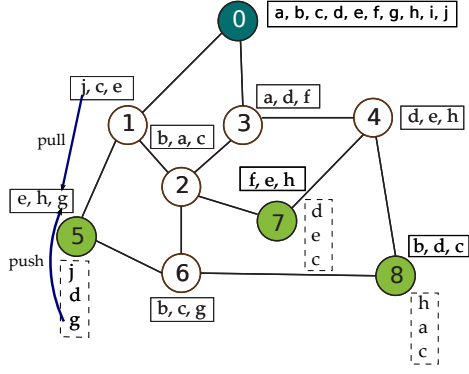 0
a, b, c, d, e, f, g, h, i, j
j, c, e
a, d, f
1
3
4
d, e, h
pull
b, a, c
2
f, e, h
e, h, g
7
d
e
c
5
push
j
d
g
6
b, c, g
b, d, c
8
h
a
c